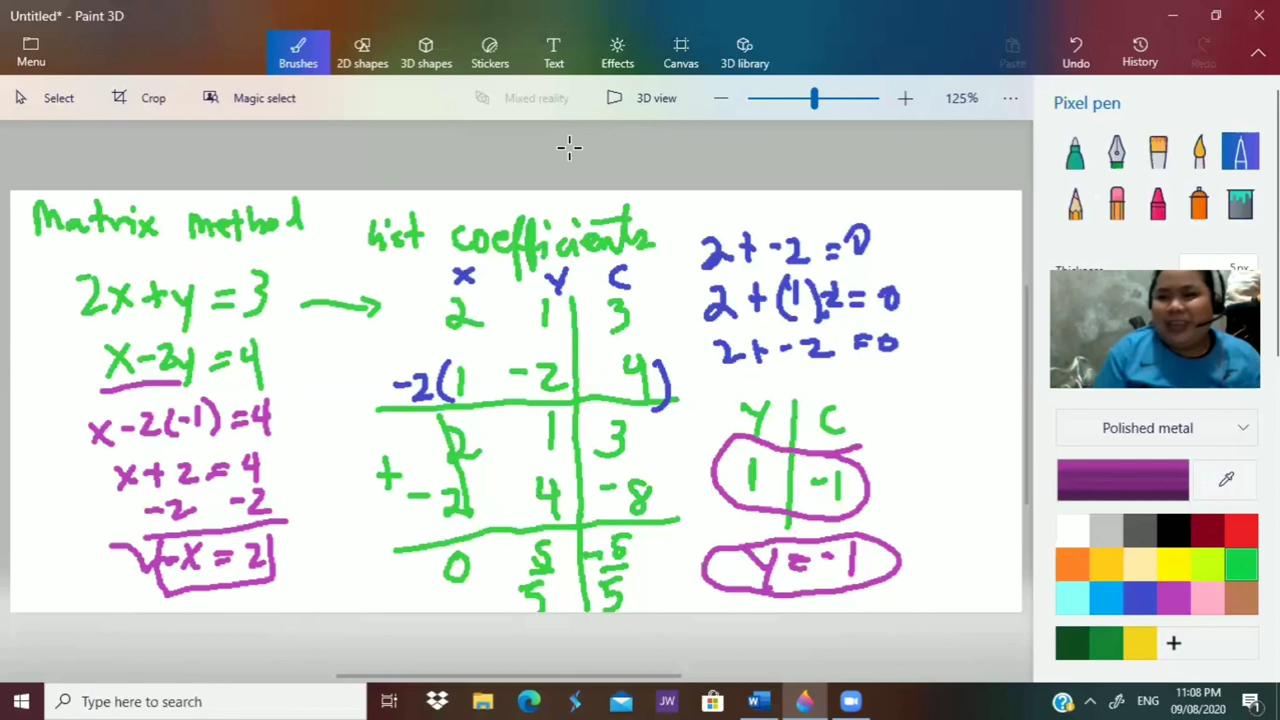 Untitled* - Paint 3D
Menu
Brushes
2D shapes
3D shapes
Stickers
Text
Effects
Canvas
3D library
Paste
Undo
History
Redo
Select
Crop
Magic select
Mixed reality
3D view
125%
Pixel pen
5px
Polished metal
Matrix method
2x+y=3
x-2y=4
x-2(-1)=4
x+2=4
-2 -2
x=2
list coefficients
x y c
2 1 3
-2(1 -2 4)
2 1 3
+ -2 4 -8
0 5 -5
5 5
2+-2=0
2+(1)-2=0
2+-2=0
y c
1 -1
y=-1
Type here to search
JW
ENG
11:08 PM
09/08/2020
1